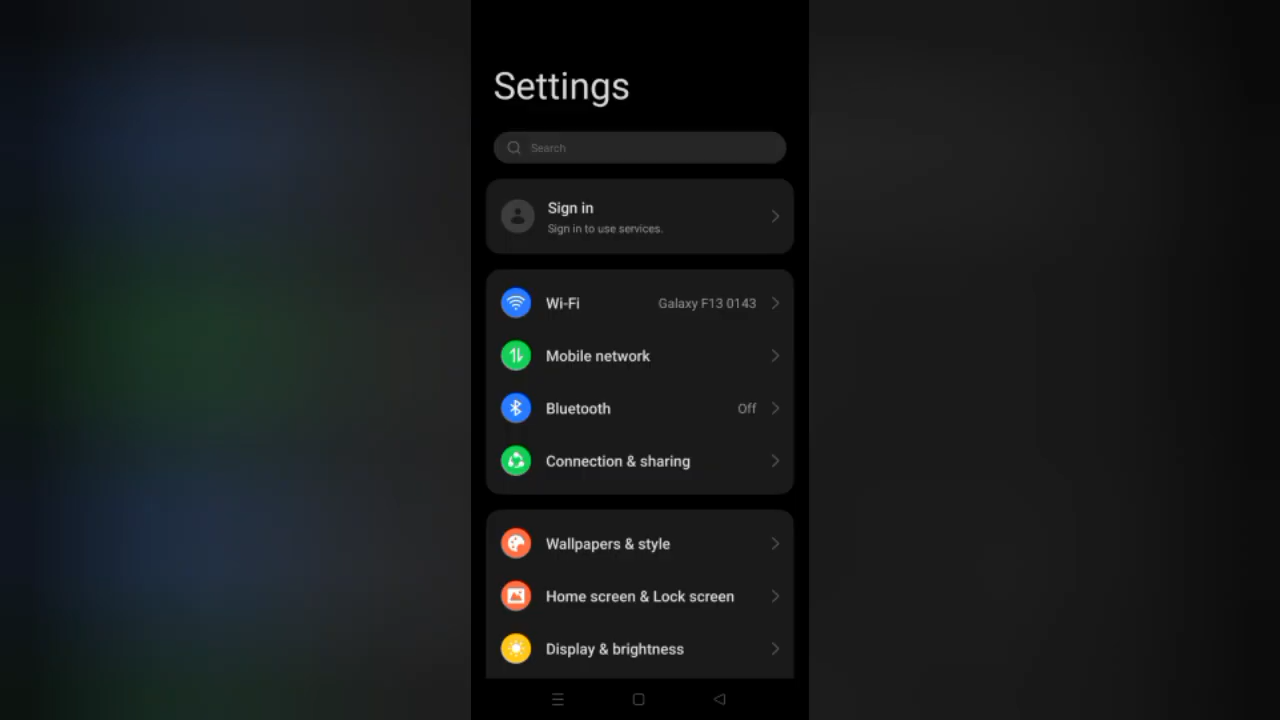 Settings
Search
Sign in
Sign in to use services.
Wi-Fi Galaxy F13 0143
Mobile network
Bluetooth Off
Connection & sharing
Wallpapers & style
Home screen & Lock screen
Display & brightness